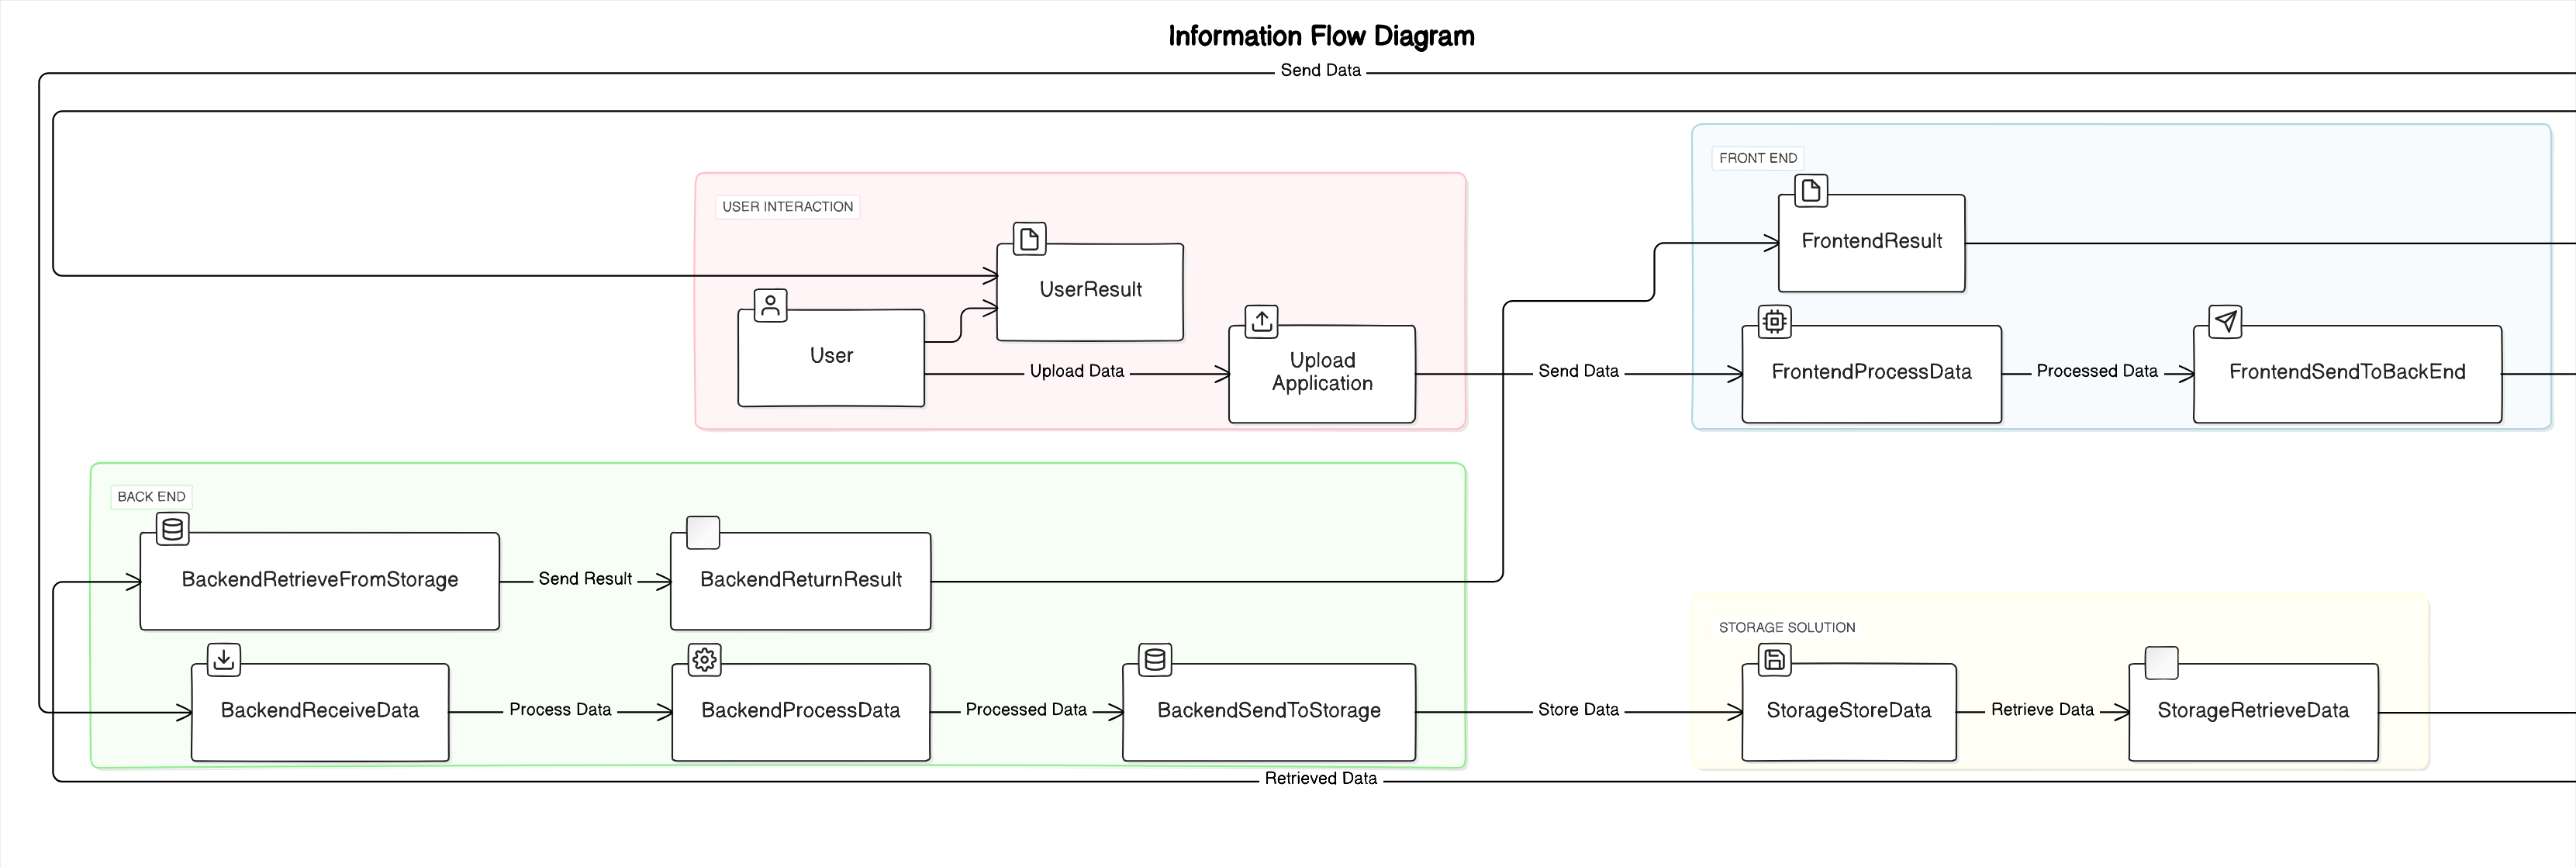 Information Flow Diagram
Send Data
FRONT END
USER INTERACTION
FrontendResult
UserResult
User
Upload Data
Upload
Application
Send Data
FrontendProcessData
Processed Data
FrontendSendToBackEnd
BACK END
BackendRetrieveFromStorage
Send Result
BackendReturnResult
STORAGE SOLUTION
BackendReceiveData
Process Data
BackendProcessData
Processed Data
BackendSendToStorage
Store Data
StorageStoreData
Retrieve Data
StorageRetrieveData
Retrieved Data